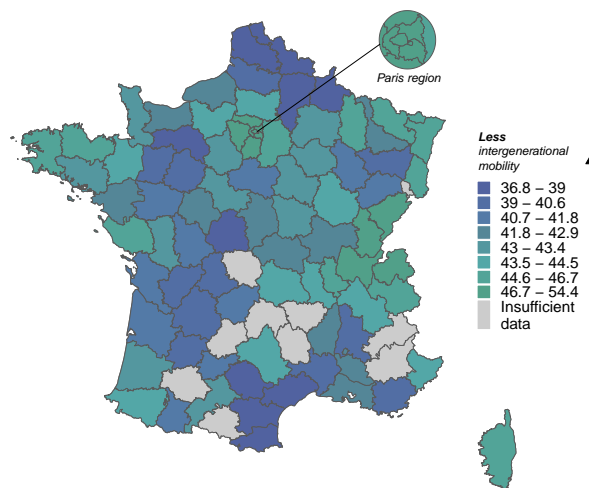 Paris region
Less
intergenerational
mobility
36.8 – 39
39 – 40.6
40.7 – 41.8
41.8 – 42.9
43 – 43.4
43.5 – 44.5
44.6 – 46.7
46.7 – 54.4
Insufficient
data